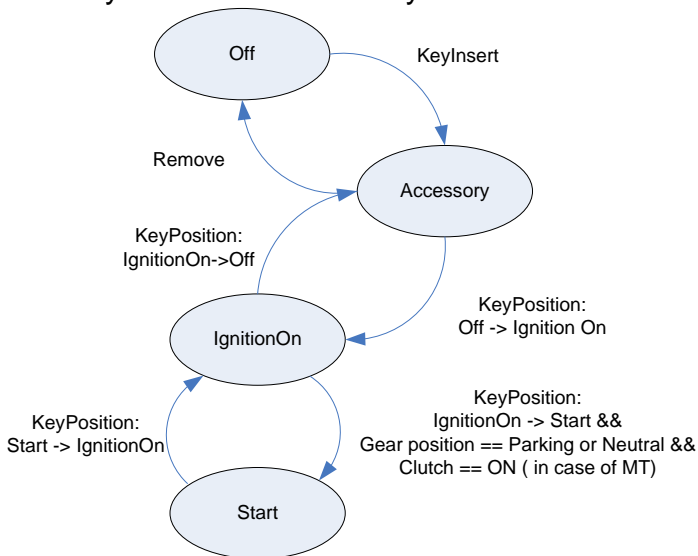 Off
KeyInsert
Remove
Accessory
KeyPosition:
IgnitionOn->Off
KeyPosition:
Off -> Ignition On
IgnitionOn
KeyPosition:
Start -> IgnitionOn
KeyPosition:
IgnitionOn -> Start &&
Gear position == Parking or Neutral &&
Clutch == ON ( in case of MT)
Start